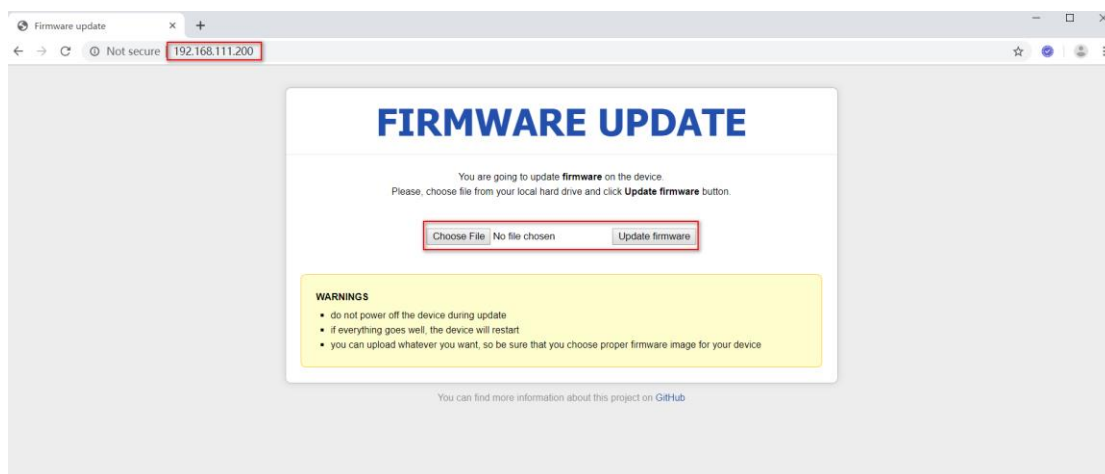 Firmware update
Not secure 192.168.111.200
FIRMWARE UPDATE
You are going to update firmware on the device.
Please, choose file from your local hard drive and click Update firmware button.
Choose File No file chosen Update firmware
WARNINGS
▪ do not power off the device during update
▪ if everything goes well, the device will restart
▪ you can upload whatever you want, so be sure that you choose proper firmware image for your device
You can find more information about this project on GitHub